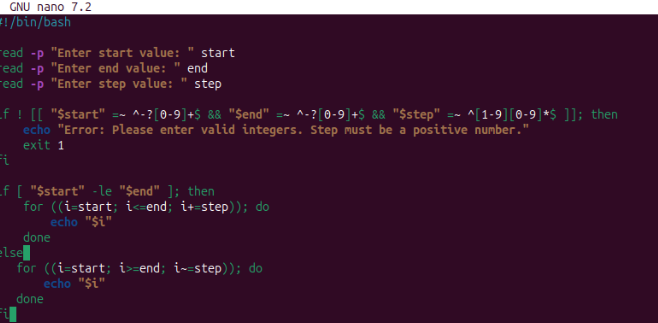 GNU nano 7.2
#!/bin/bash
read -p "Enter start value: " start
read -p "Enter end value: " end
read -p "Enter step value: " step
if ! [[ "$start" =~ ^-?[0-9]+$ && "$end" =~ ^-?[0-9]+$ && "$step" =~ ^[1-9][0-9]*$ ]]; then
echo "Error: Please enter valid integers. Step must be a positive number."
exit 1
fi
if [ "$start" -le "$end" ]; then
for ((i=start; i<=end; i+=step)); do
echo "$i"
done
else
for ((i=start; i>=end; i~=step)); do
echo "$i"
done
fi